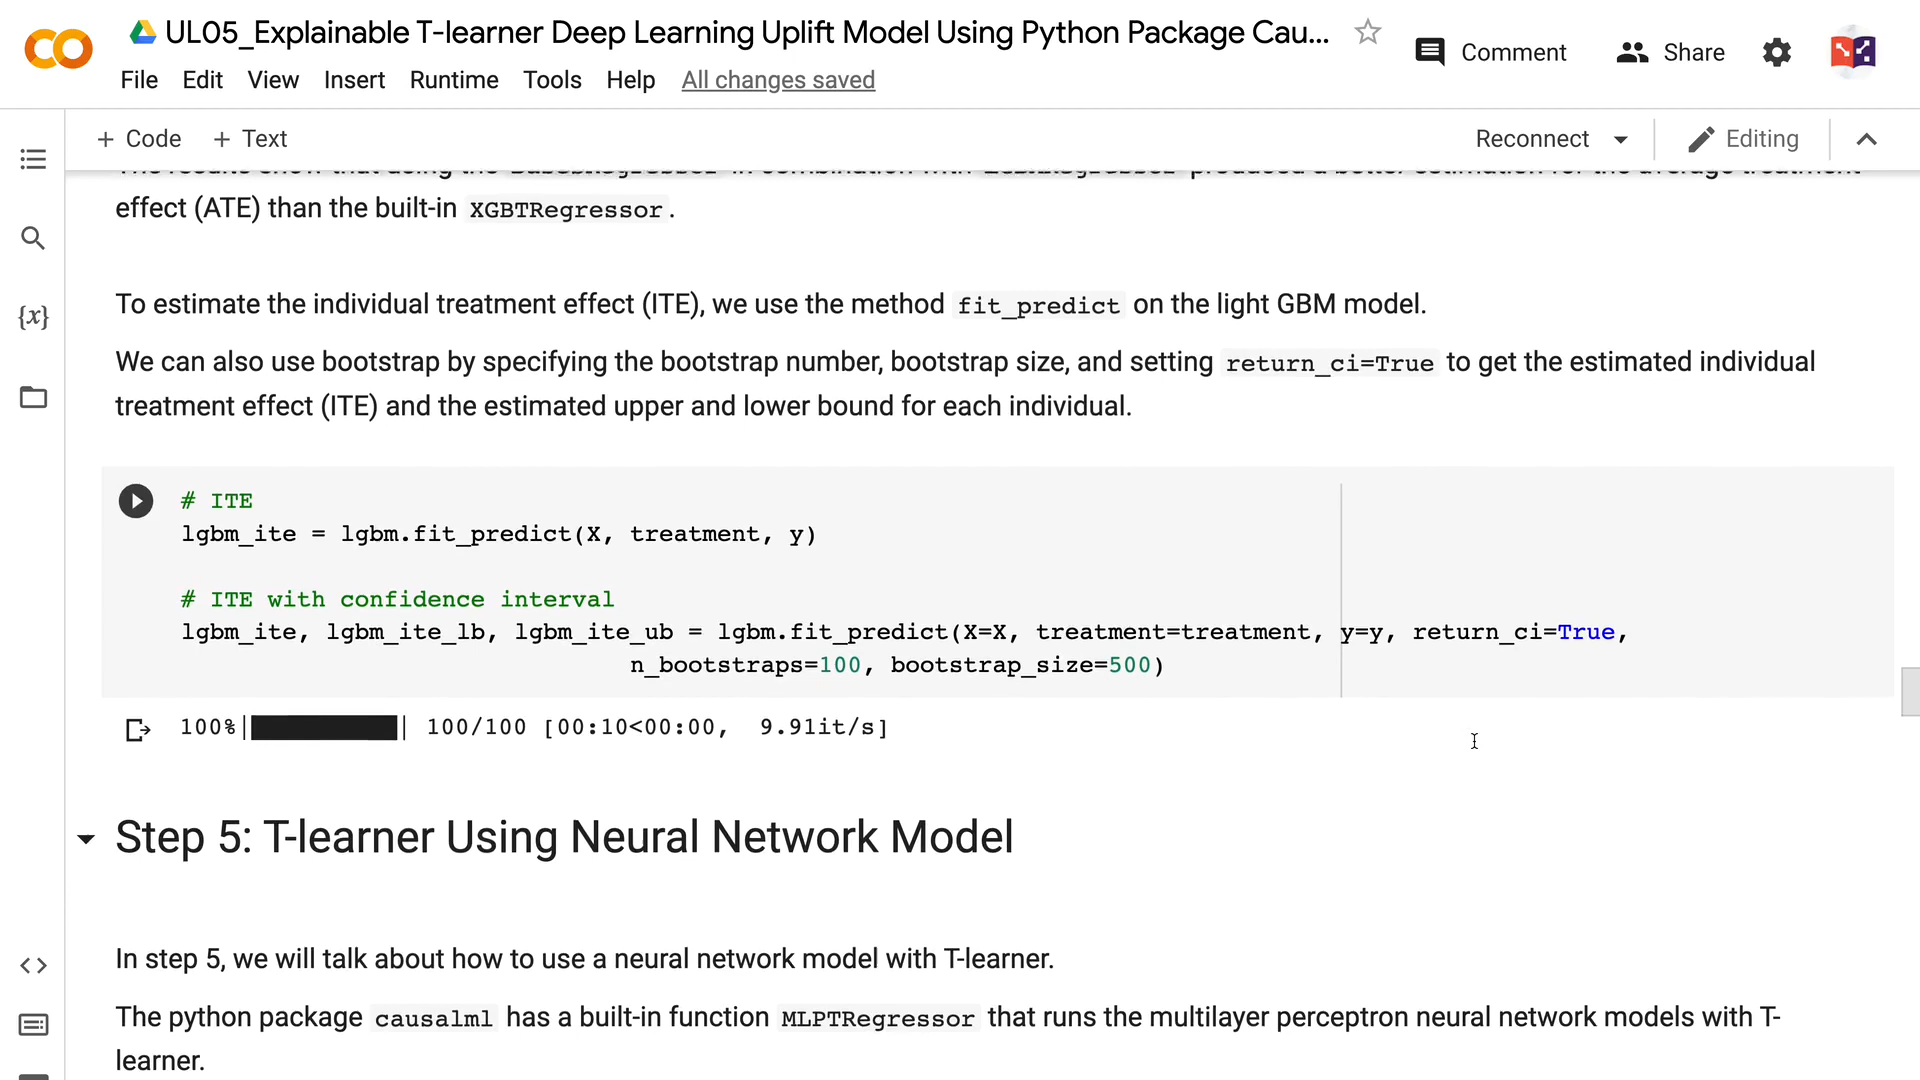 UL05_Explainable T-learner Deep Learning Uplift Model Using Python Package Cau...
Comment
Share
File Edit View Insert Runtime Tools Help All changes saved
+ Code + Text
Reconnect
Editing
effect (ATE) than the built-in XGBTRegressor.
To estimate the individual treatment effect (ITE), we use the method fit_predict on the light GBM model.
We can also use bootstrap by specifying the bootstrap number, bootstrap size, and setting return_ci=True to get the estimated individual
treatment effect (ITE) and the estimated upper and lower bound for each individual.
# ITE
lgbm_ite = lgbm.fit_predict(X, treatment, y)
# ITE with confidence interval
lgbm_ite, lgbm_ite_lb, lgbm_ite_ub = lgbm.fit_predict(X=X, treatment=treatment, y=y, return_ci=True,
n_bootstraps=100, bootstrap_size=500)
100%| | 100/100 [00:10<00:00, 9.91it/s]
Step 5: T-learner Using Neural Network Model
In step 5, we will talk about how to use a neural network model with T-learner.
The python package causalml has a built-in function MLPTRegressor that runs the multilayer perceptron neural network models with T-
learner.